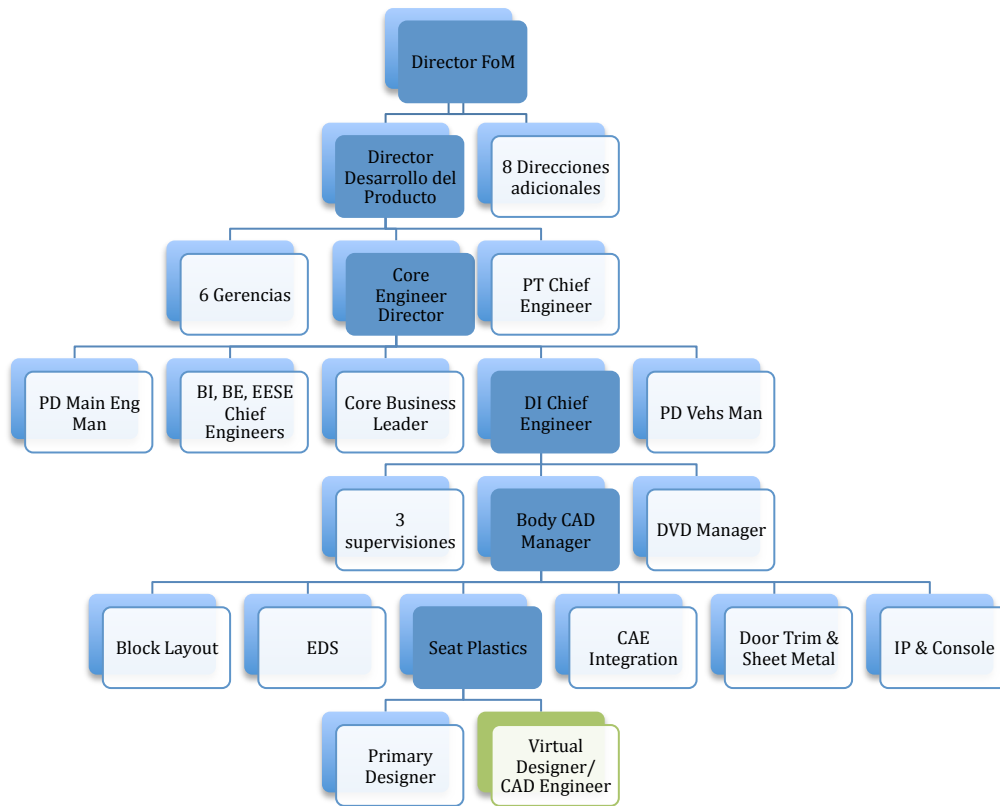 Director FoM
Director
Desarrollo del
Producto
8 Direcciones
adicionales
6 Gerencias
Core
Engineer
Director
PT Chief
Engineer
PD Main Eng
Man
BI, BE, EESE
Chief
Engineers
Core Business
Leader
DI Chief
Engineer
PD Vehs Man
3
supervisiones
Body CAD
Manager
DVD Manager
Block Layout
EDS
Seat Plastics
CAE
Integration
Door Trim &
Sheet Metal
IP & Console
Primary
Designer
Virtual
Designer/
CAD Engineer